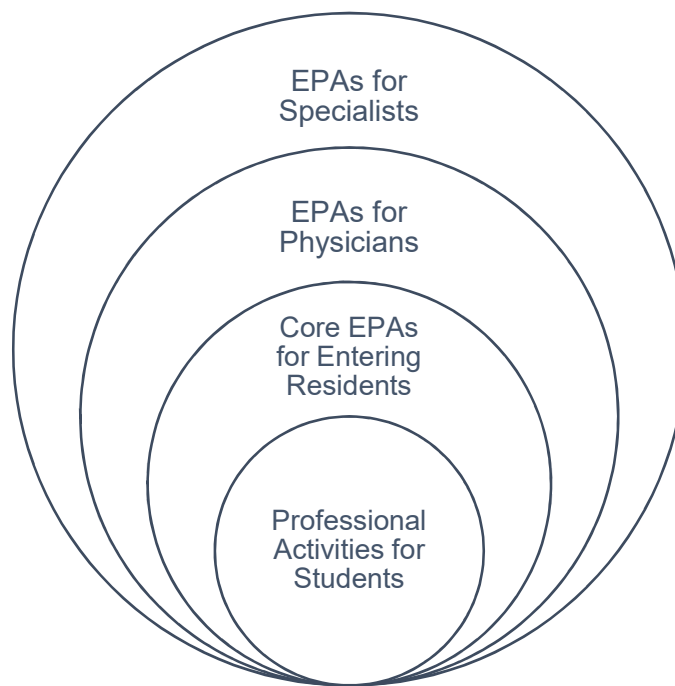 EPAs for
Specialists
EPAs for
Physicians
Core EPAs
for Entering
Residents
Professional
Activities for
Students